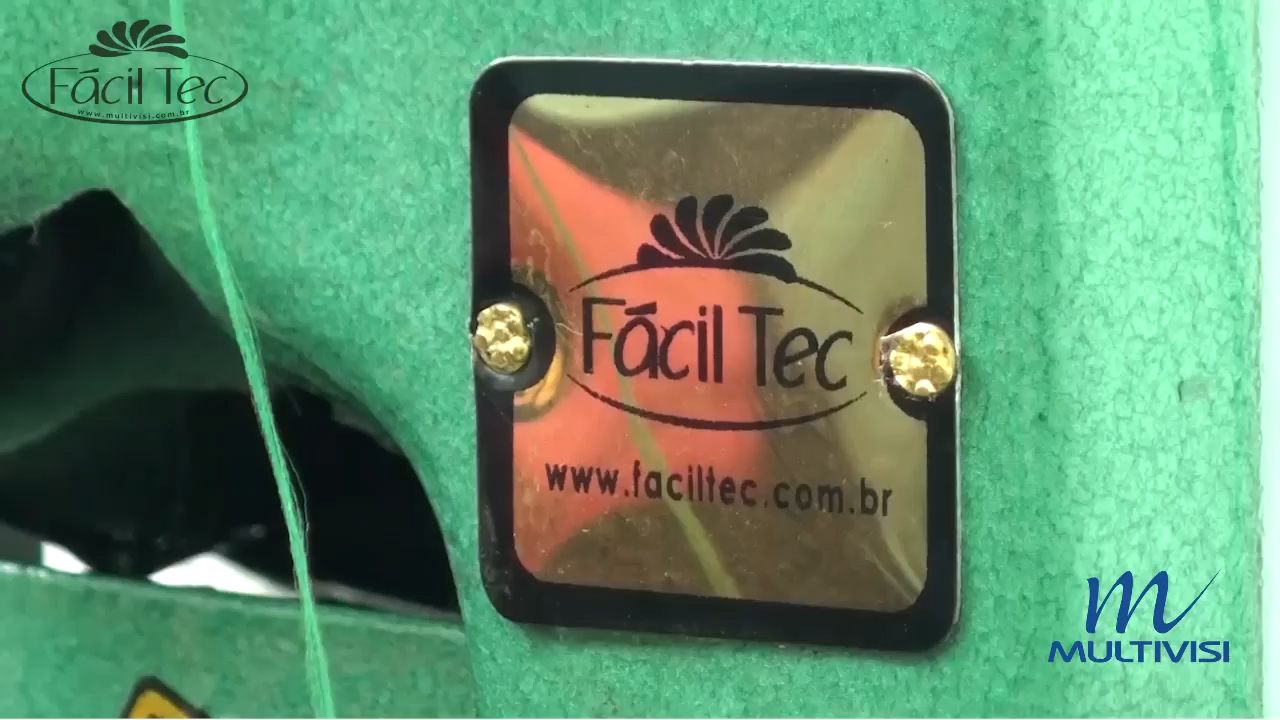 Fácil Tec
www.multivisi.com.br
Fácil Tec
www.faciltec.com.br
MULTIVISI